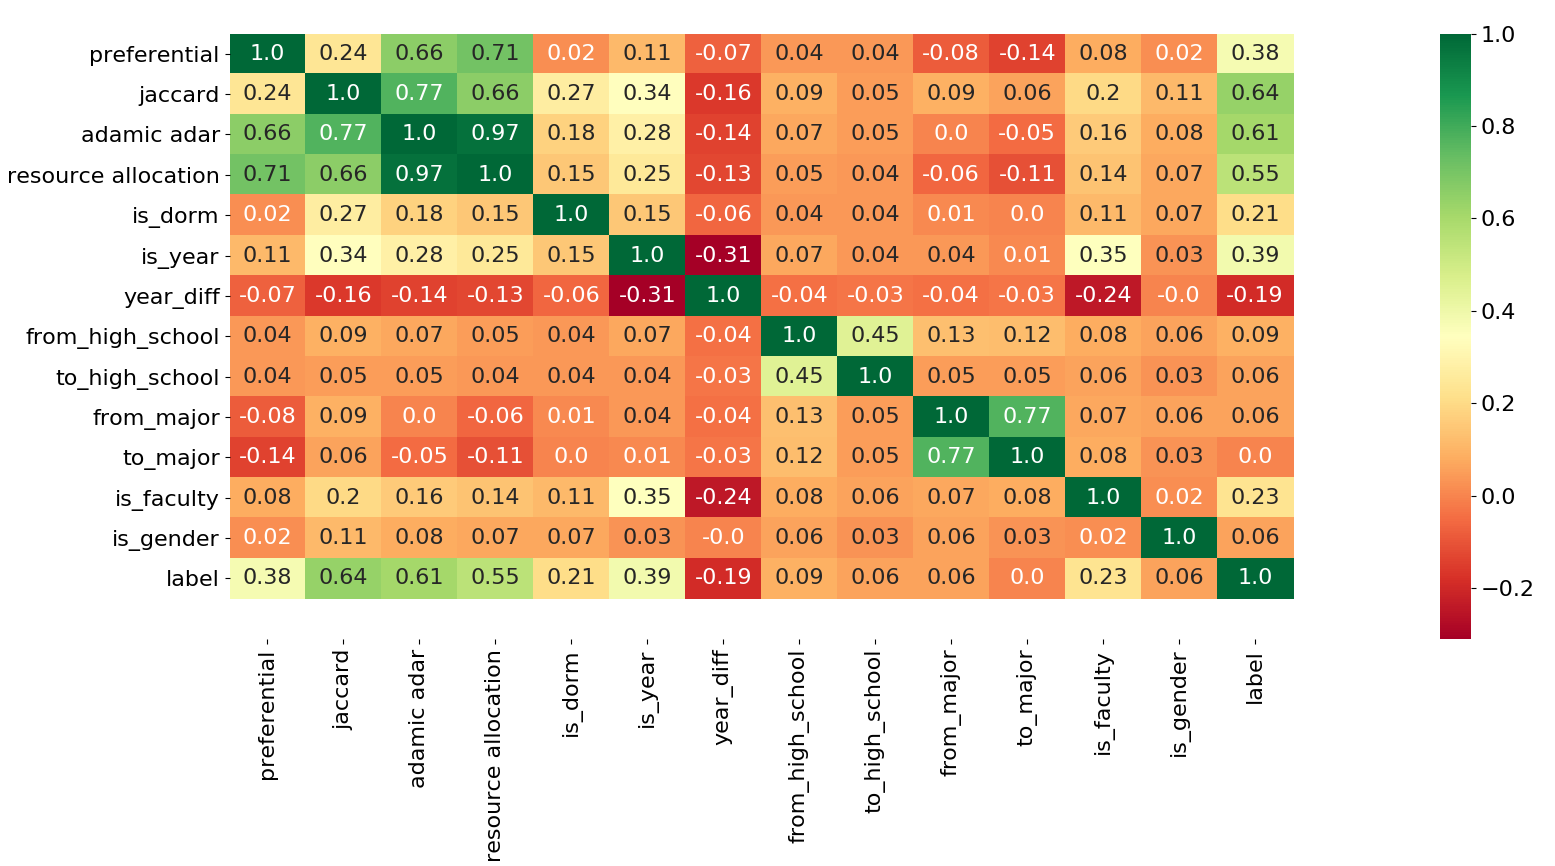 preferential 1.0 0.24 0.66 0.71 0.02 0.11 -0.07 0.04 0.04 -0.08 -0.14 0.08 0.02 0.38
jaccard 0.24 1.0 0.77 0.66 0.27 0.34 -0.16 0.09 0.05 0.09 0.06 0.2 0.11 0.64
adamic adar 0.66 0.77 1.0 0.97 0.18 0.28 -0.14 0.07 0.05 0.0 -0.05 0.16 0.08 0.61
resource allocation 0.71 0.66 0.97 1.0 0.15 0.25 -0.13 0.05 0.04 -0.06 -0.11 0.14 0.07 0.55
is_dorm 0.02 0.27 0.18 0.15 1.0 0.15 -0.06 0.04 0.04 0.01 0.0 0.11 0.07 0.21
is_year 0.11 0.34 0.28 0.25 0.15 1.0 -0.31 0.07 0.04 0.04 0.01 0.35 0.03 0.39
year_diff -0.07 -0.16 -0.14 -0.13 -0.06 -0.31 1.0 -0.04 -0.03 -0.04 -0.03 -0.24 -0.0 -0.19
from_high_school 0.04 0.09 0.07 0.05 0.04 0.07 -0.04 1.0 0.45 0.13 0.12 0.08 0.06 0.09
to_high_school 0.04 0.05 0.05 0.04 0.04 0.04 -0.03 0.45 1.0 0.05 0.05 0.06 0.03 0.06
from_major -0.08 0.09 0.0 -0.06 0.01 0.04 -0.04 0.13 0.05 1.0 0.77 0.07 0.06 0.06
to_major -0.14 0.06 -0.05 -0.11 0.0 0.01 -0.03 0.12 0.05 0.77 1.0 0.08 0.03 0.0
is_faculty 0.08 0.2 0.16 0.14 0.11 0.35 -0.24 0.08 0.06 0.07 0.08 1.0 0.02 0.23
is_gender 0.02 0.11 0.08 0.07 0.07 0.03 -0.0 0.06 0.03 0.06 0.03 0.02 1.0 0.06
label 0.38 0.64 0.61 0.55 0.21 0.39 -0.19 0.09 0.06 0.06 0.0 0.23 0.06 1.0
preferential
jaccard
adamic adar
resource allocation
is_dorm
is_year
year_diff
from_high_school
to_high_school
from_major
to_major
is_faculty
is_gender
label
1.0
0.8
0.6
0.4
0.2
0.0
−0.2